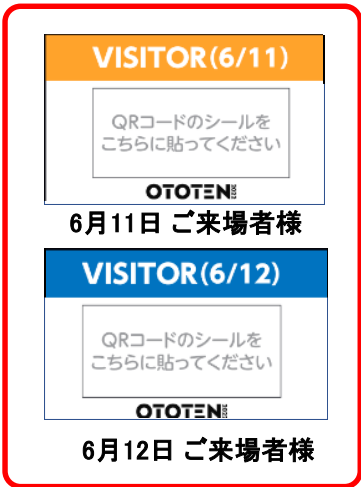 VISITOR(6/11)
QRコードのシールを
こちらに貼ってください
OTOTEN 2022
6月11日 ご来場者様
VISITOR(6/12)
QRコードのシールを
こちらに貼ってください
OTOTEN
6月12日 ご来場者様